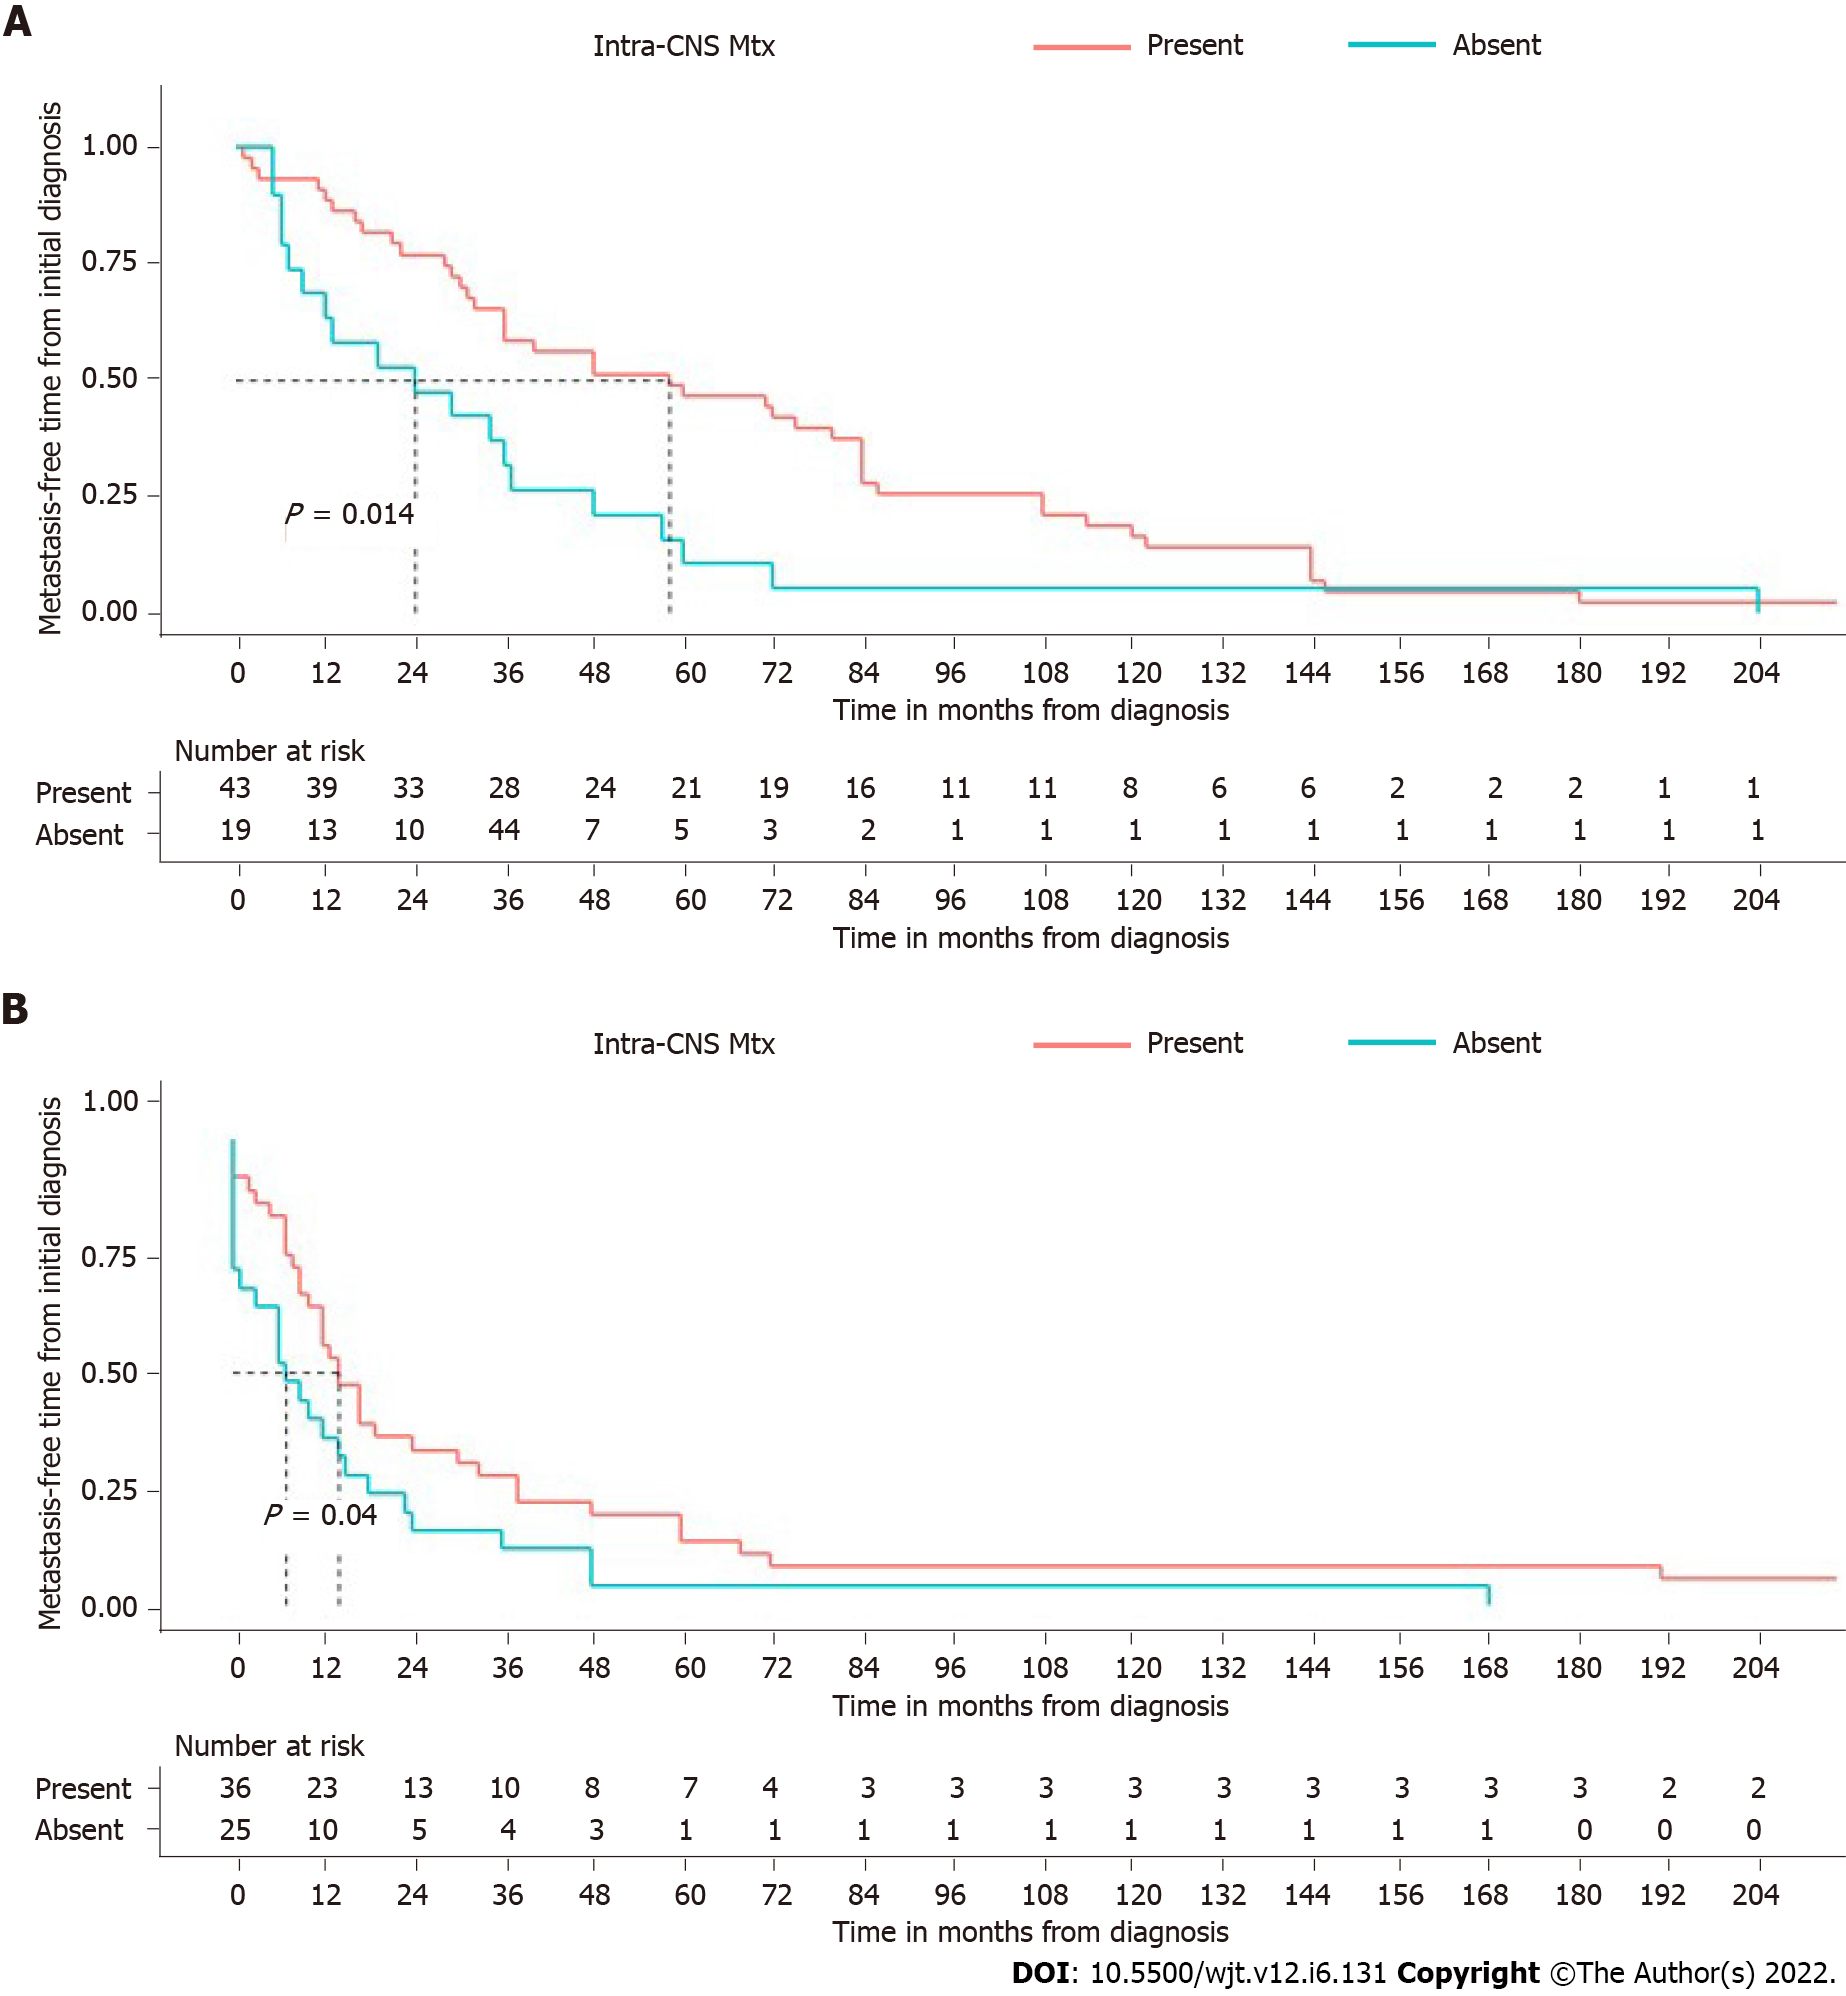 A
Intra-CNS Mtx Present Absent
Metastasis-free time from initial diagnosis
1.00
0.75
0.50
0.25
0.00
P = 0.014
0 12 24 36 48 60 72 84 96 108 120 132 144 156 168 180 192 204
Time in months from diagnosis
Number at risk
Present 43 39 33 28 24 21 19 16 11 11 8 6 6 2 2 2 1 1
Absent 19 13 10 44 7 5 3 2 1 1 1 1 1 1 1 1 1 1
0 12 24 36 48 60 72 84 96 108 120 132 144 156 168 180 192 204
Time in months from diagnosis
B
Intra-CNS Mtx Present Absent
Metastasis-free time from initial diagnosis
1.00
0.75
0.50
0.25
0.00
P = 0.04
0 12 24 36 48 60 72 84 96 108 120 132 144 156 168 180 192 204
Time in months from diagnosis
Number at risk
Present 36 23 13 10 8 7 4 3 3 3 3 3 3 3 3 3 2 2
Absent 25 10 5 4 3 1 1 1 1 1 1 1 1 1 1 0 0 0
0 12 24 36 48 60 72 84 96 108 120 132 144 156 168 180 192 204
Time in months from diagnosis
DOI: 10.5500/wjt.v12.i6.131 Copyright ©The Author(s) 2022.